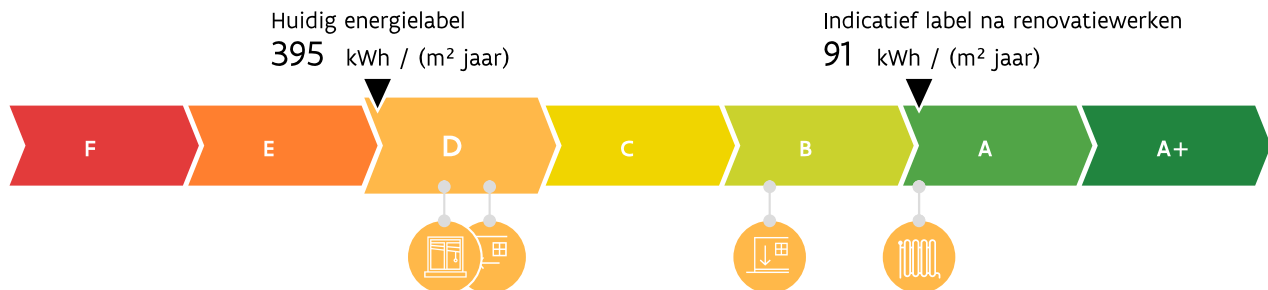 Huidig energielabel
395 kWh / (m² jaar)
Indicatief label na renovatiewerken
91 kWh / (m² jaar)
F E D C B A A+